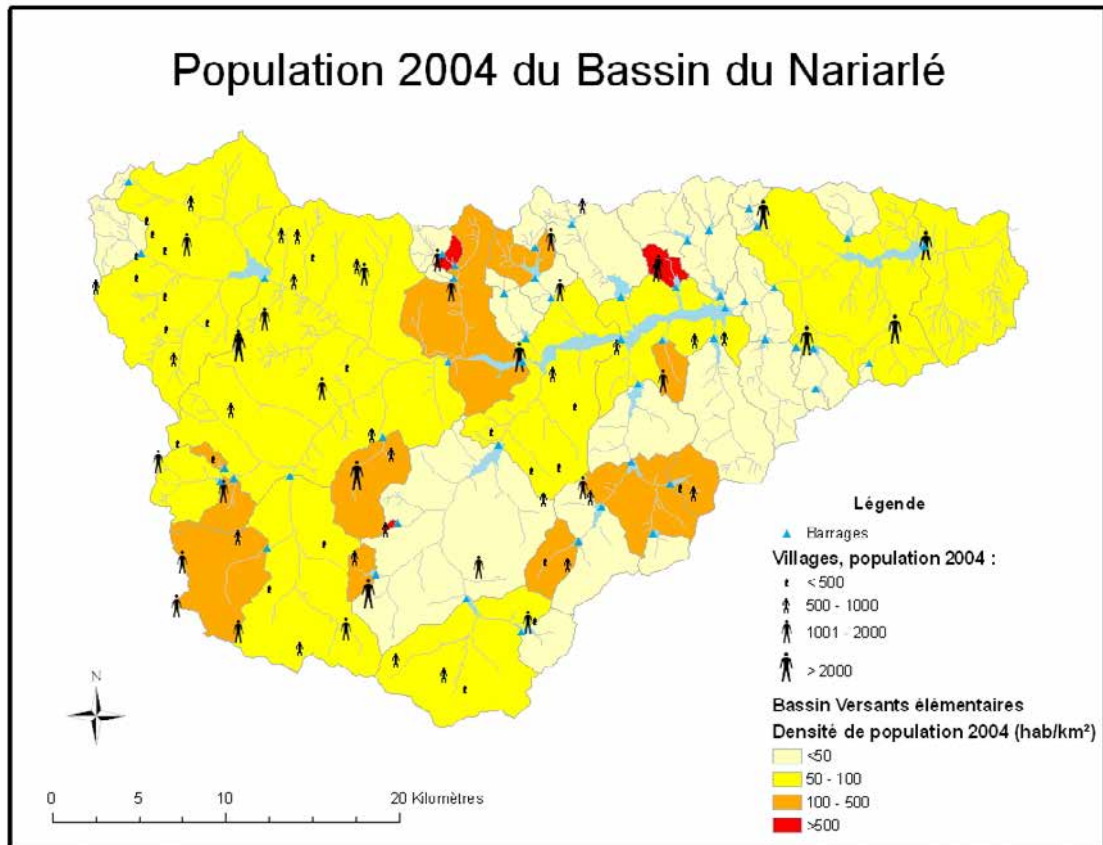 Population 2004 du Bassin du Nariarlé
Légende
Barrages
Villages, population 2004 :
< 500
500 - 1000
1001 - 2000
> 2000
Bassin Versants élémentaires
Densité de population 2004 (hab/km²)
<50
50 - 100
100 - 500
>500
N
0 5 10 20 Kilomètres